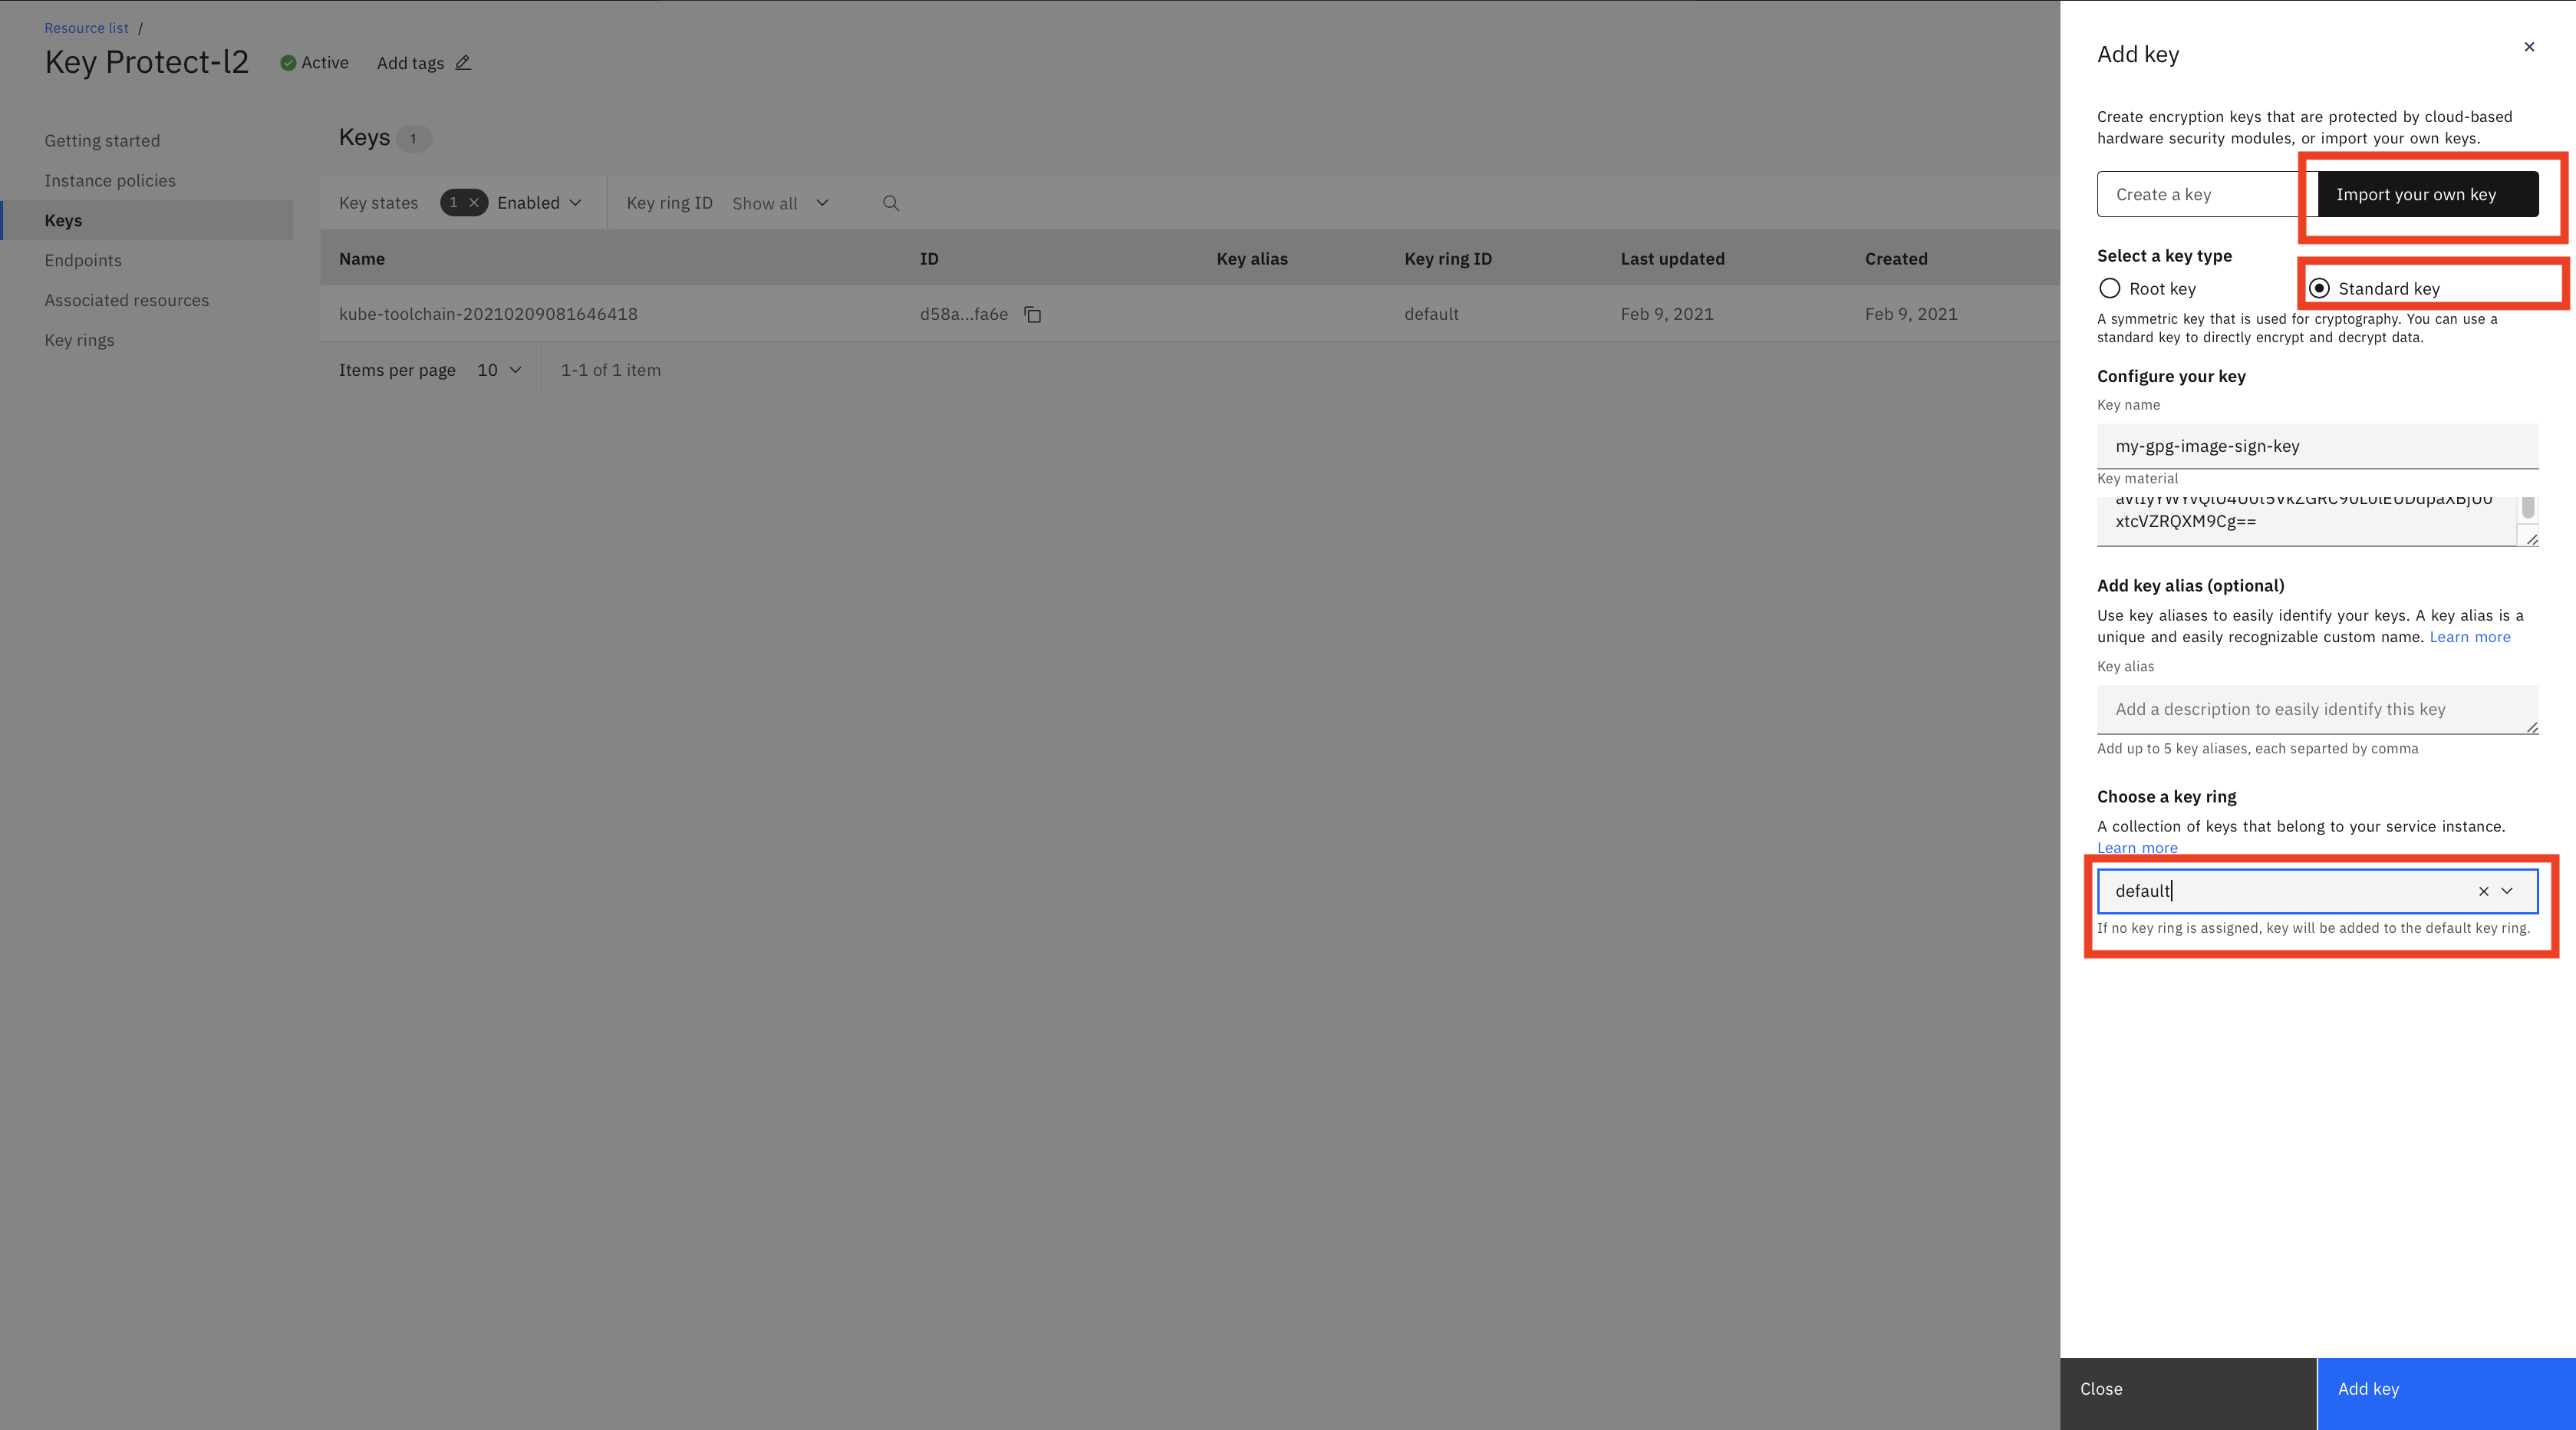 Resource list /
Key Protect-l2
Active
Add tags
Getting started
Instance policies
Keys
Endpoints
Associated resources
Key rings
Keys 1
Key states 1 Enabled
Key ring ID Show all
Name ID Key alias Key ring ID Last updated Created
kube-toolchain-20210209081646418 d58a...fa6e default Feb 9, 2021 Feb 9, 2021
Items per page 10 1-1 of 1 item
Add key
Create encryption keys that are protected by cloud-based
hardware security modules, or import your own keys.
Create a key
Import your own key
Select a key type
Root key
Standard key
A symmetric key that is used for cryptography. You can use a
standard key to directly encrypt and decrypt data.
Configure your key
Key name
my-gpg-image-sign-key
Key material
xtcVZRQXM9Cg==
Add key alias (optional)
Use key aliases to easily identify your keys. A key alias is a
unique and easily recognizable custom name. Learn more
Key alias
Add a description to easily identify this key
Add up to 5 key aliases, each separted by comma
Choose a key ring
A collection of keys that belong to your service instance.
Learn more
default
If no key ring is assigned, key will be added to the default key ring.
Close
Add key